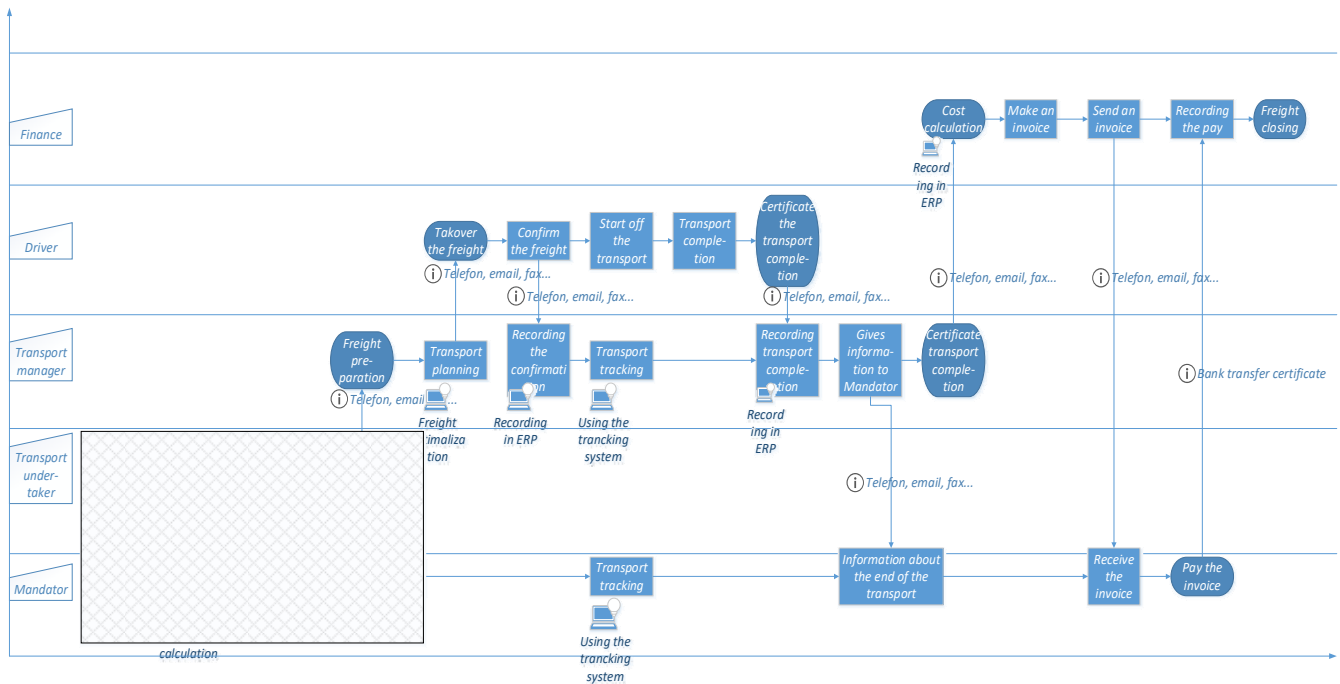 Finance
Cost
calculation
Make an
invoice
Send an
invoice
Recording
the pay
Freight
closing
Record
ing in
ERP
Driver
Takover
the freight
Confirm
the freight
Start off
the
transport
Transport
comple-
tion
Certificate
the
transport
comple-
tion
Telefon, email, fax...
Telefon, email, fax...
Telefon, email, fax...
Telefon, email, fax...
Telefon, email, fax...
Transport
manager
Freight
pre-
paration
Transport
planning
Recording
the
confirmati
on
Transport
tracking
Recording
transport
comple-
tion
Gives
informa-
tion to
Mandator
Certificate
transport
comple-
tion
Bank transfer certificate
Telefon, email
Freight
tion
Recording
in ERP
Using the
trancking
system
Record
ing in
ERP
Transport
under-
taker
Telefon, email, fax...
Mandator
Transport
tracking
Information about
the end of the
transport
Receive
the
invoice
Pay the
invoice
Using the
trancking
system
calculation